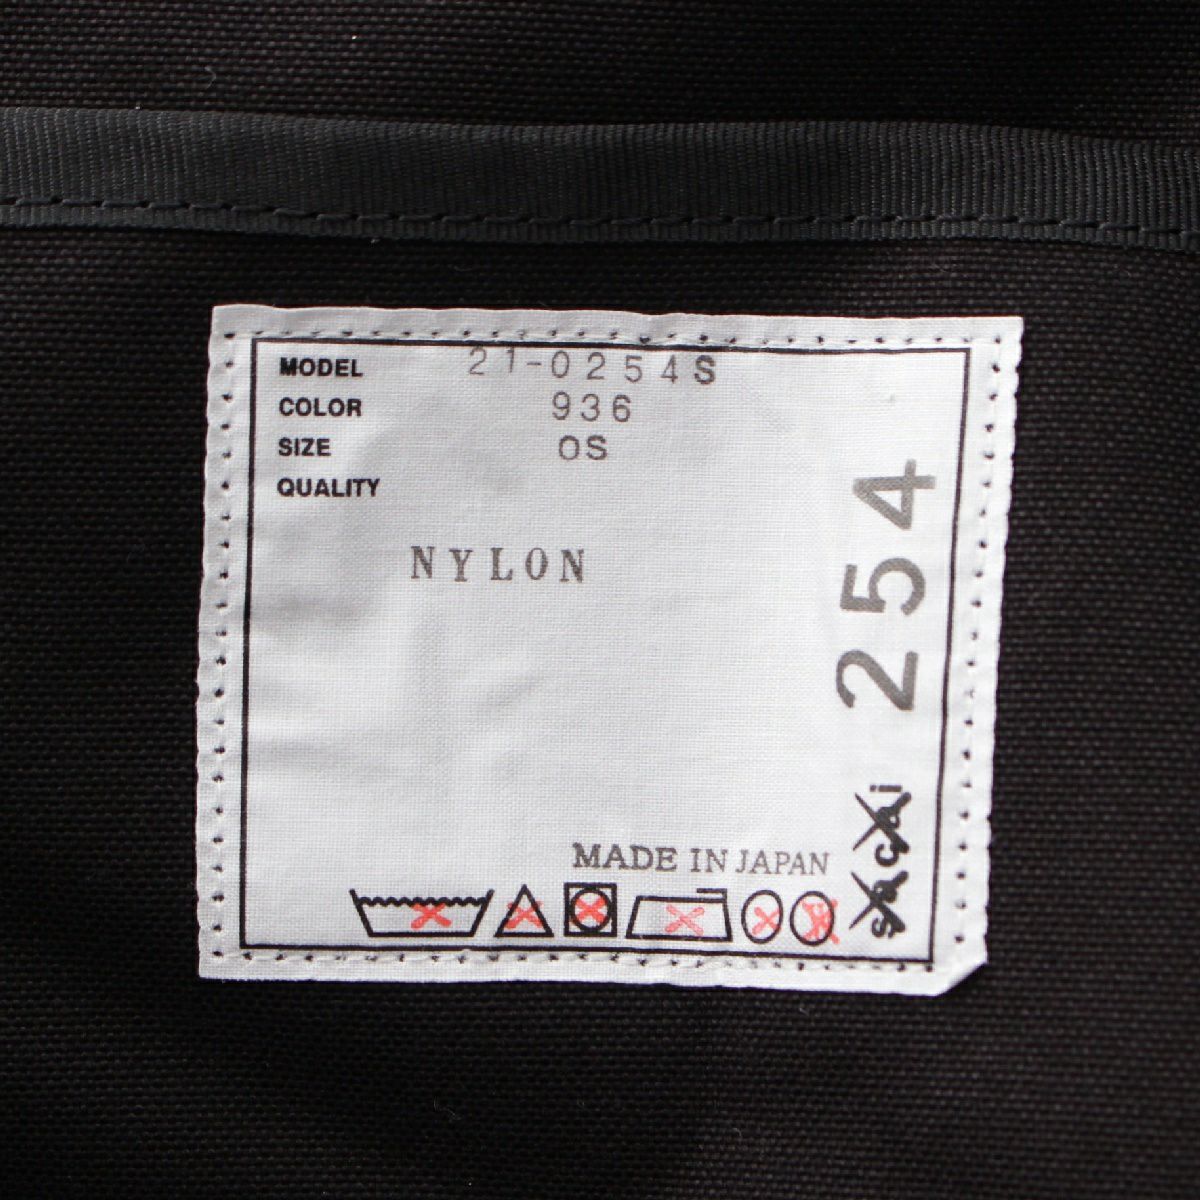 MODEL 21-0254S
COLOR 936
SIZE OS
QUALITY
NYLON
MADE IN JAPAN
254
sacai